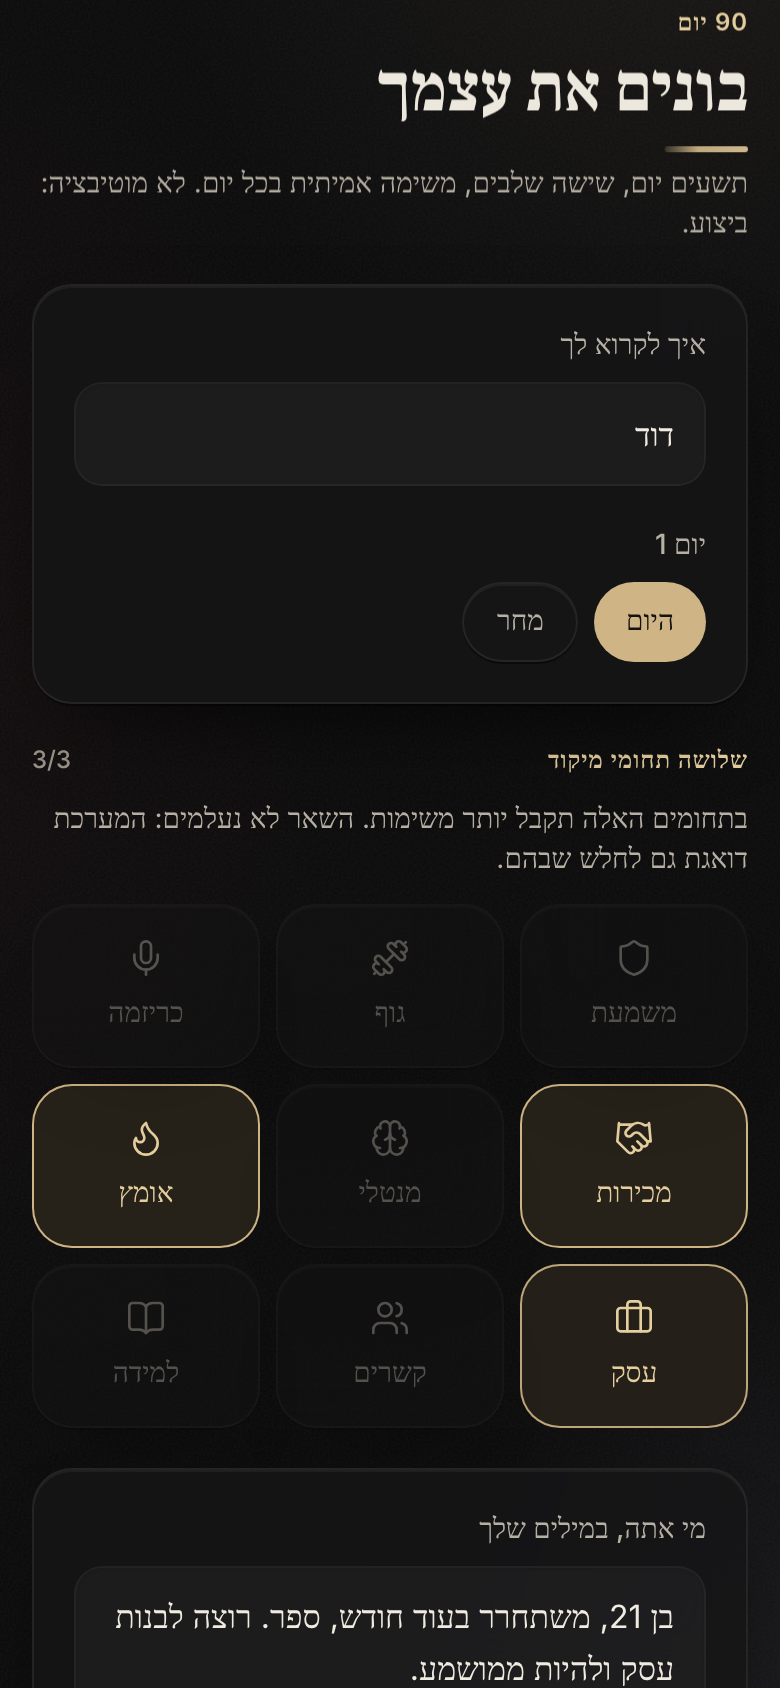 90 יום
בונים את עצמך
תשעים יום, שישה שלבים, משימה אמיתית בכל יום. לא מוטיבציה:
ביצוע.
איך לקרוא לך
דוד
יום 1
היום
מחר
שלושה תחומי מיקוד
3/3
בתחומים האלה תקבל יותר משימות. השאר לא נעלמים: המערכת
דואגת גם לחלש שבהם.
משמעת
גוף
כריזמה
מכירות
מנטלי
אומץ
עסק
קשרים
למידה
מי אתה, במילים שלך
בן 21, משתחרר בעוד חודש, ספר. רוצה לבנות
עסק ולהיות ממושמע.